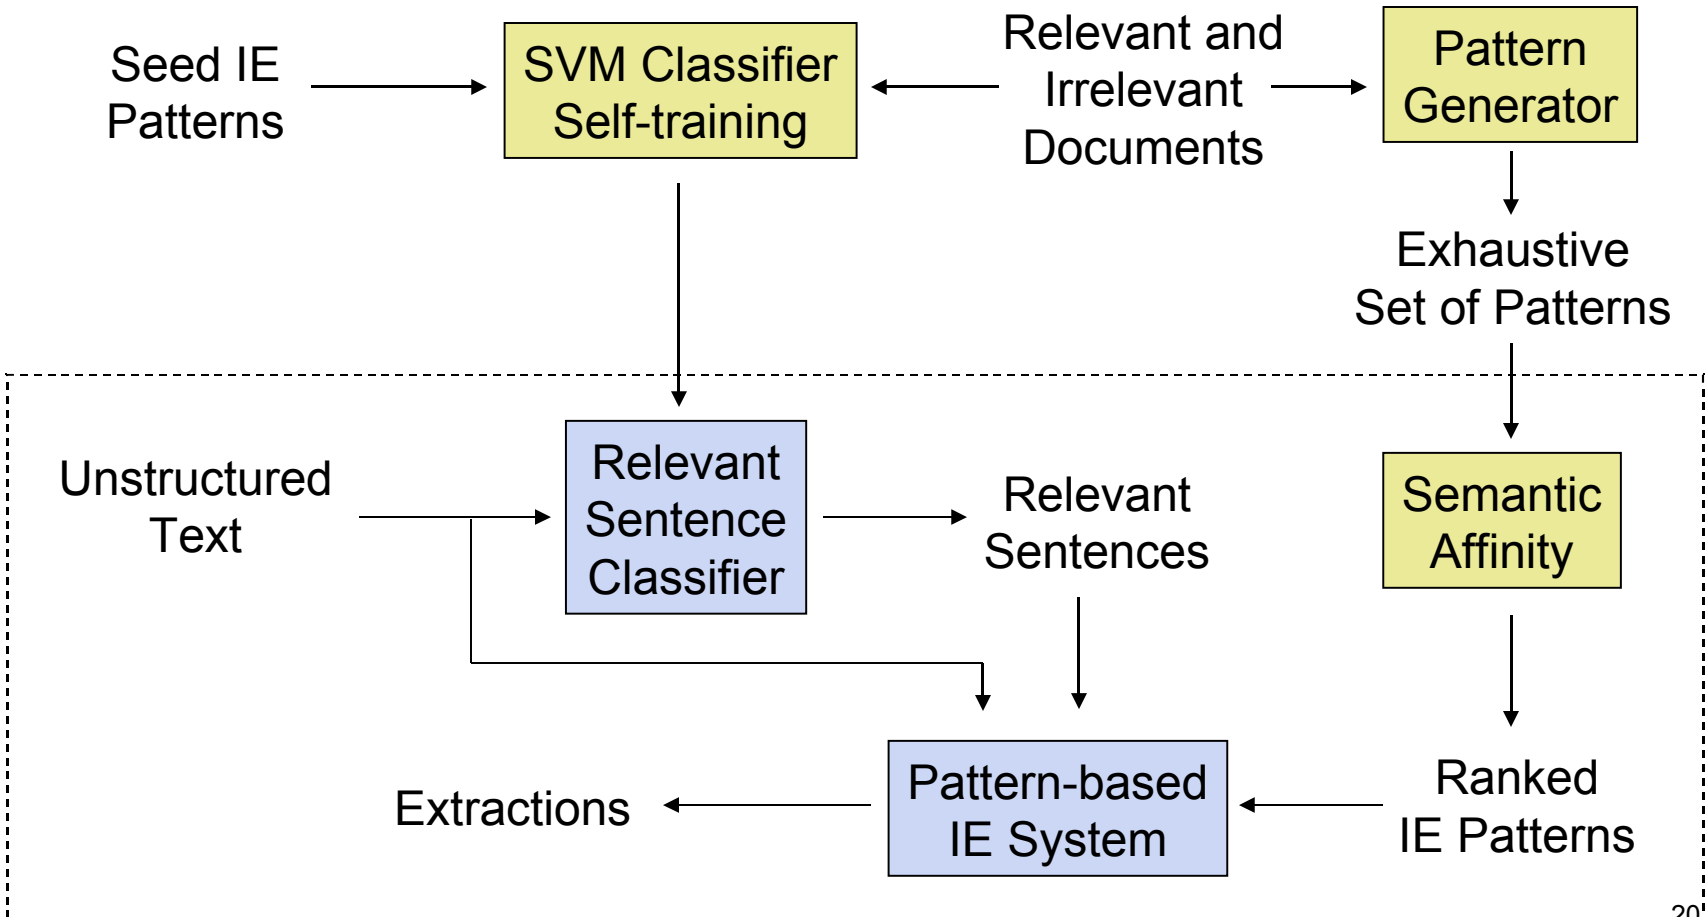 Seed IE
Patterns
SVM Classifier
Self-training
Relevant and
Irrelevant
Documents
Pattern
Generator
Exhaustive
Set of Patterns
Unstructured
Text
Relevant
Sentence
Classifier
Relevant
Sentences
Semantic
Affinity
Extractions
Pattern-based
IE System
Ranked
IE Patterns
20